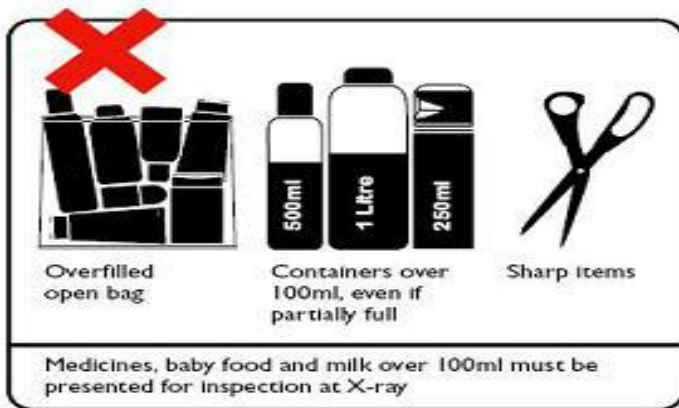 500ml
1 Litre
250ml
Overfilled
open bag
Containers over
100ml, even if
partially full
Sharp items
Medicines, baby food and milk over 100ml must be
presented for inspection at X-ray